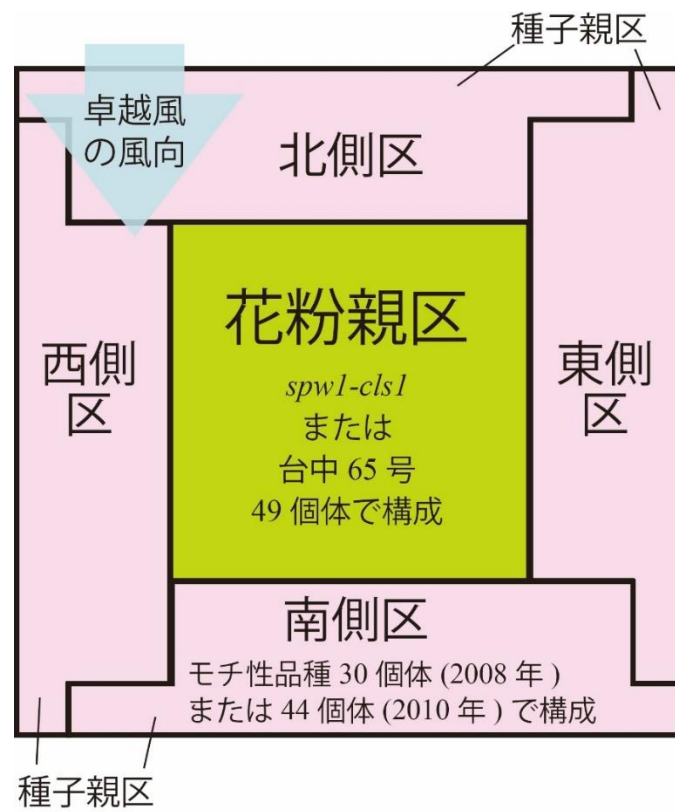 種子親区
卓越風
の風向
北側区
花粉親区
spw1-cls1
または
台中 65 号
49 個体で構成
西側
区
東側
区
南側区
モチ性品種 30 個体 (2008 年 )
または 44 個体 (2010 年 ) で構成
種子親区